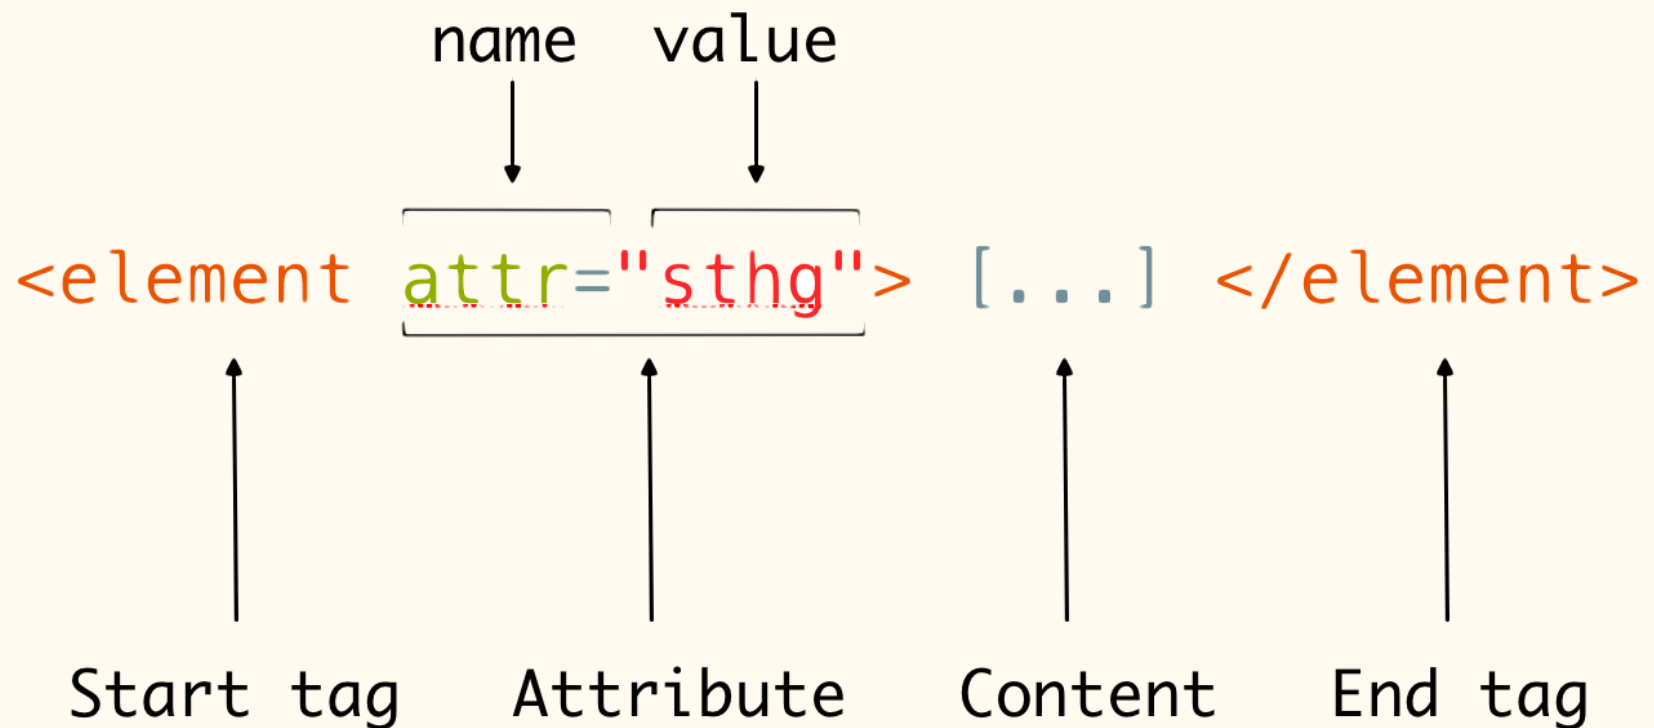 name value
<element attr="sthg"> [...] </element>
Start tag Attribute Content End tag